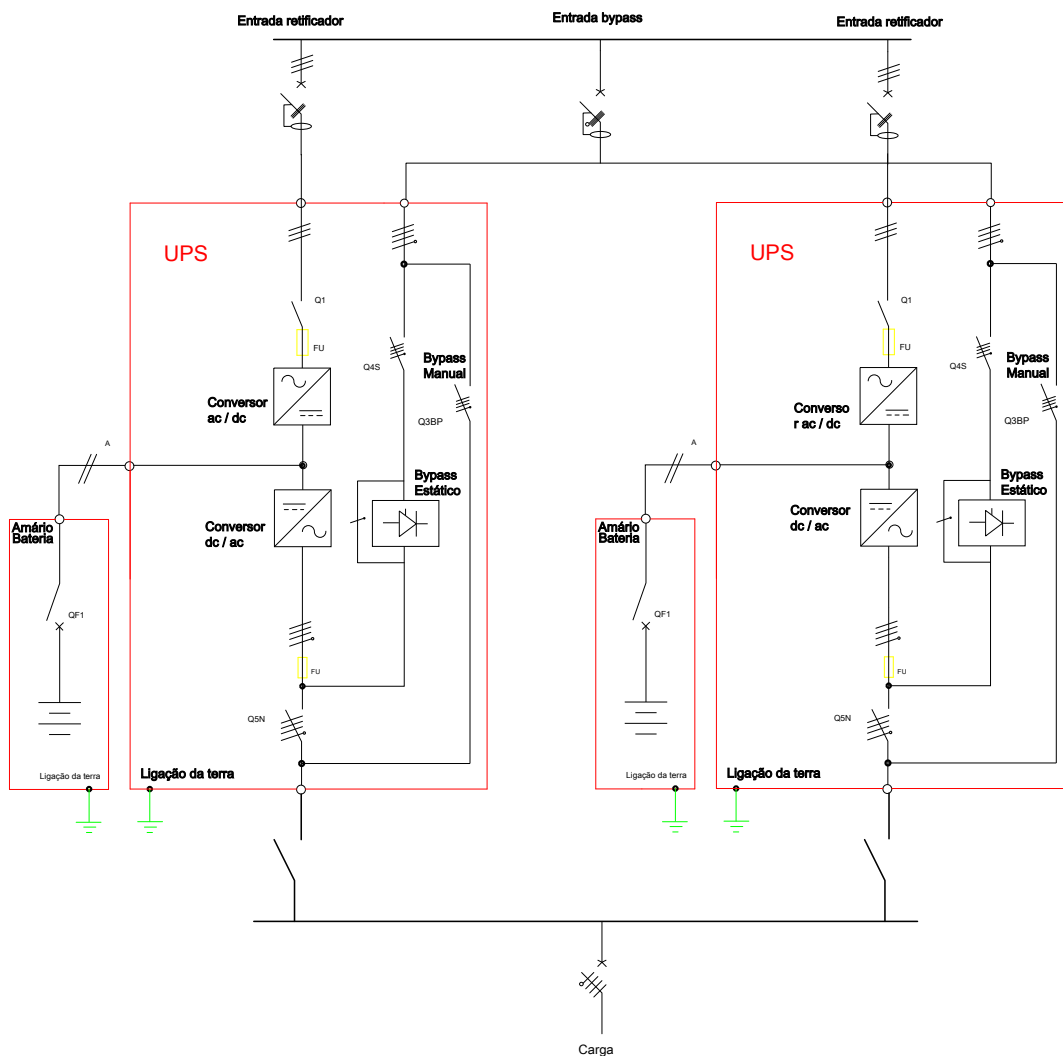 Entrada retificador
Entrada bypass
Entrada retificador
UPS
Q1
FU
Q4S
Bypass
Manual
Q3BP
Conversor
ac / dc
A
Bypass
Estático
Conversor
dc / ac
Amário
Bateria
QF1
FU
Q5N
Ligação da terra
Ligação da terra
UPS
Q1
FU
Q4S
Bypass
Manual
Q3BP
Converso
r ac / dc
A
Bypass
Estático
Conversor
dc / ac
Amário
Bateria
QF1
FU
Q5N
Ligação da terra
Ligação da terra
Carga